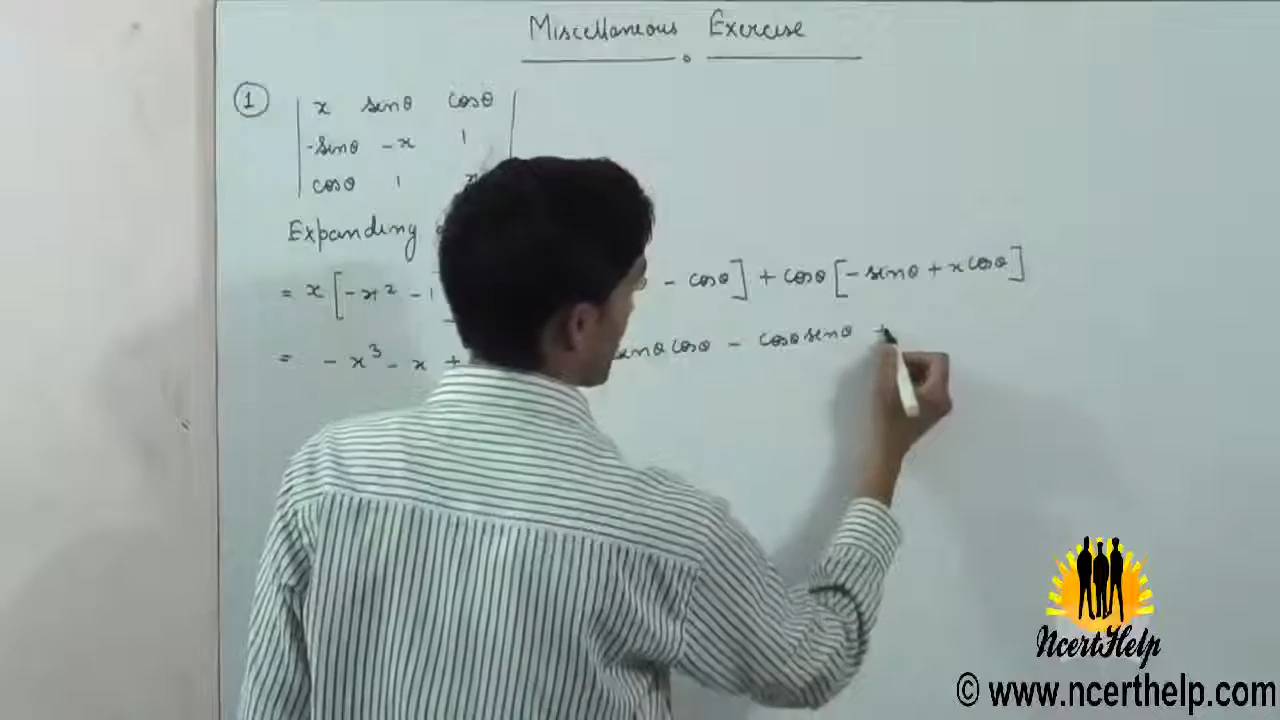 Miscellaneous Exercise
1
x sinθ cosθ
-sinθ -x 1
cosθ 1
Expanding
= x [-x² - 1 - cosθ] + cosθ [-sinθ + x cosθ]
= -x³ - x + sinθ cosθ - cosθ sinθ +
NcertHelp
© www.ncerthelp.com